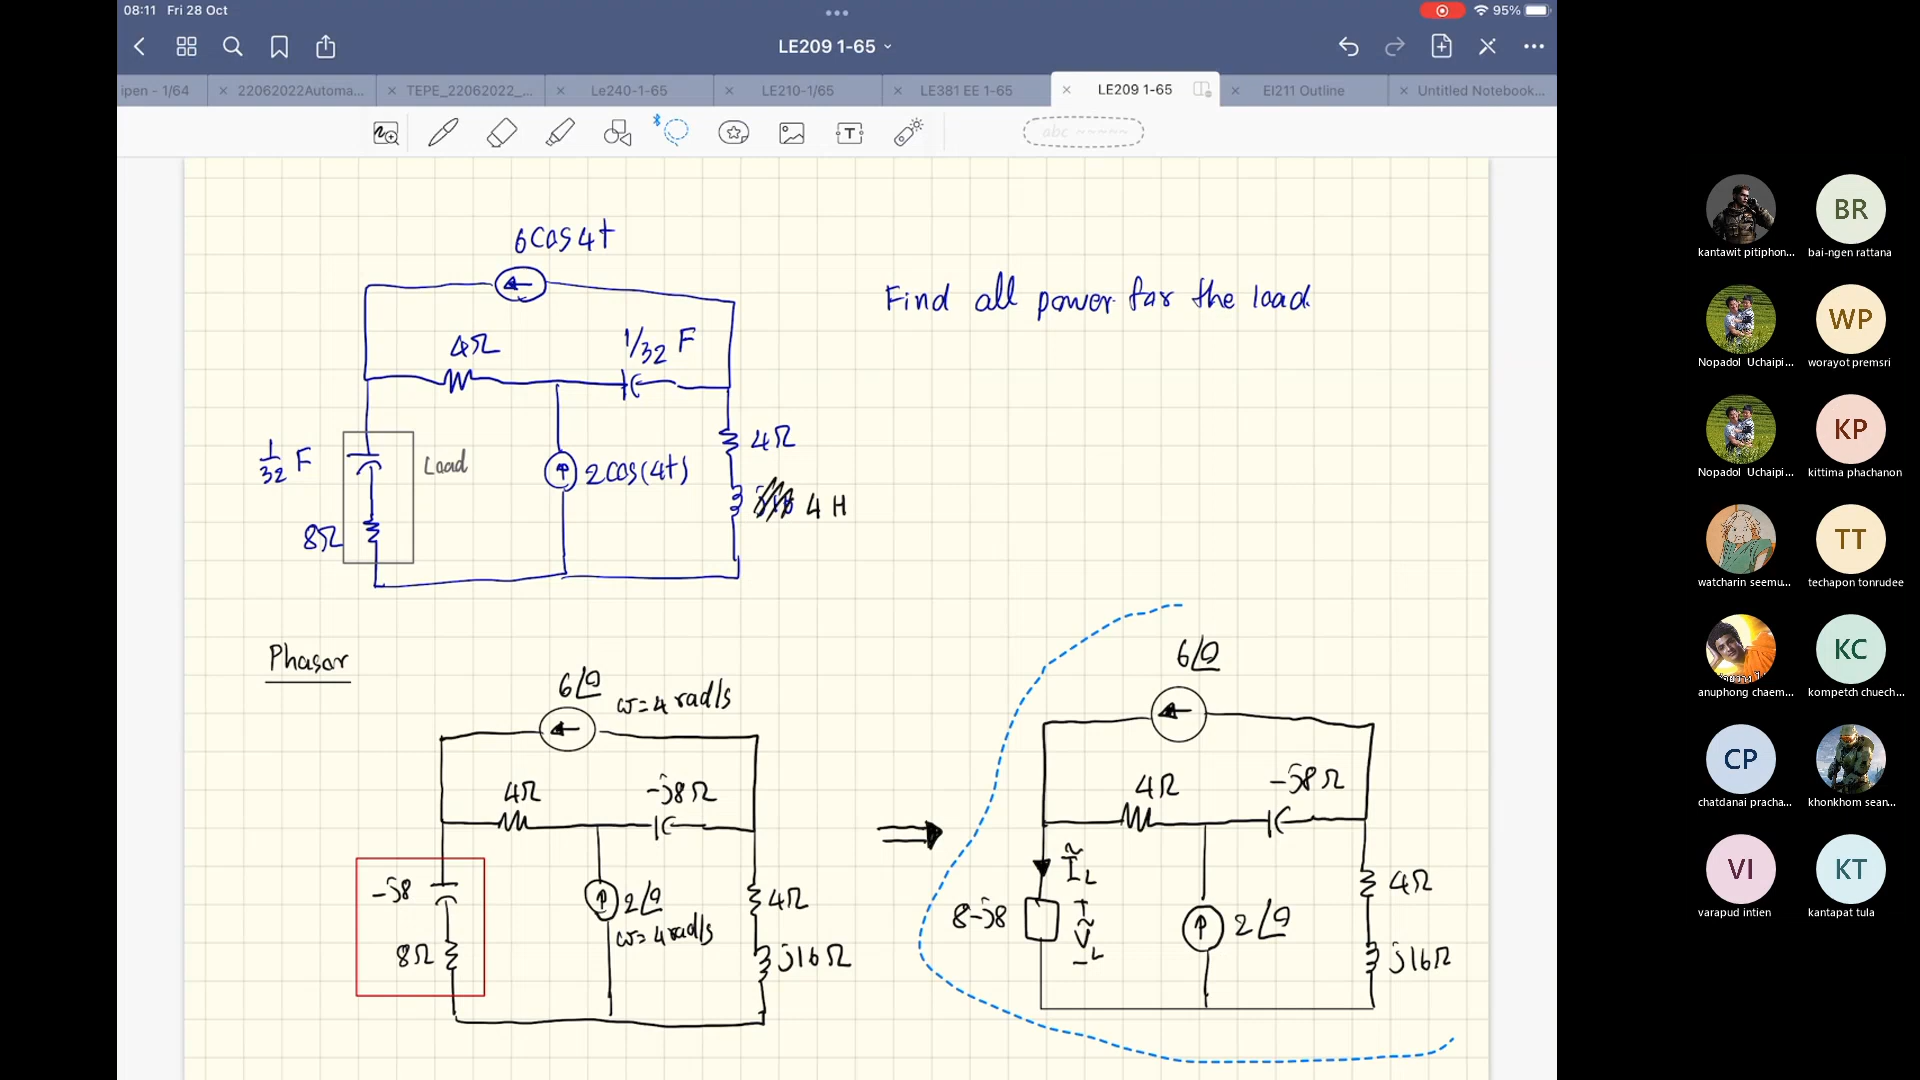 08:11 Fri 28 Oct
95%
LE209 1-65
ipen - 1/64
22062022Automa...
TEPE_22062022_...
Le240-1-65
LE210-1/65
LE381 EE 1-65
LE209 1-65
EI211 Outline
Untitled Notebook...
abc ~~~~~
6cos4t
Find all power for the load.
4Ω
1/32 F
1/32 F
Load
2cos(4t)
4Ω
4 H
8Ω
Phasor
6∠0
ω=4 rad/s
4Ω
-j8Ω
-j8
8Ω
2∠0
ω=4 rad/s
4Ω
j16Ω
6∠0
4Ω
-j8Ω
ĨL
8-j8
+
ṼL
-
2∠0
4Ω
j16Ω
kantawit pitiphon...
BR
bai-ngen rattana
Nopadol Uchaipi...
WP
worayot premsri
Nopadol Uchaipi...
KP
kittima phachanon
watcharin seemu...
TT
techapon tonrudee
anuphong chaem...
KC
kompetch chuech...
CP
chatdanai pracha...
khonkhom sean...
VI
varapud intien
KT
kantapat tula